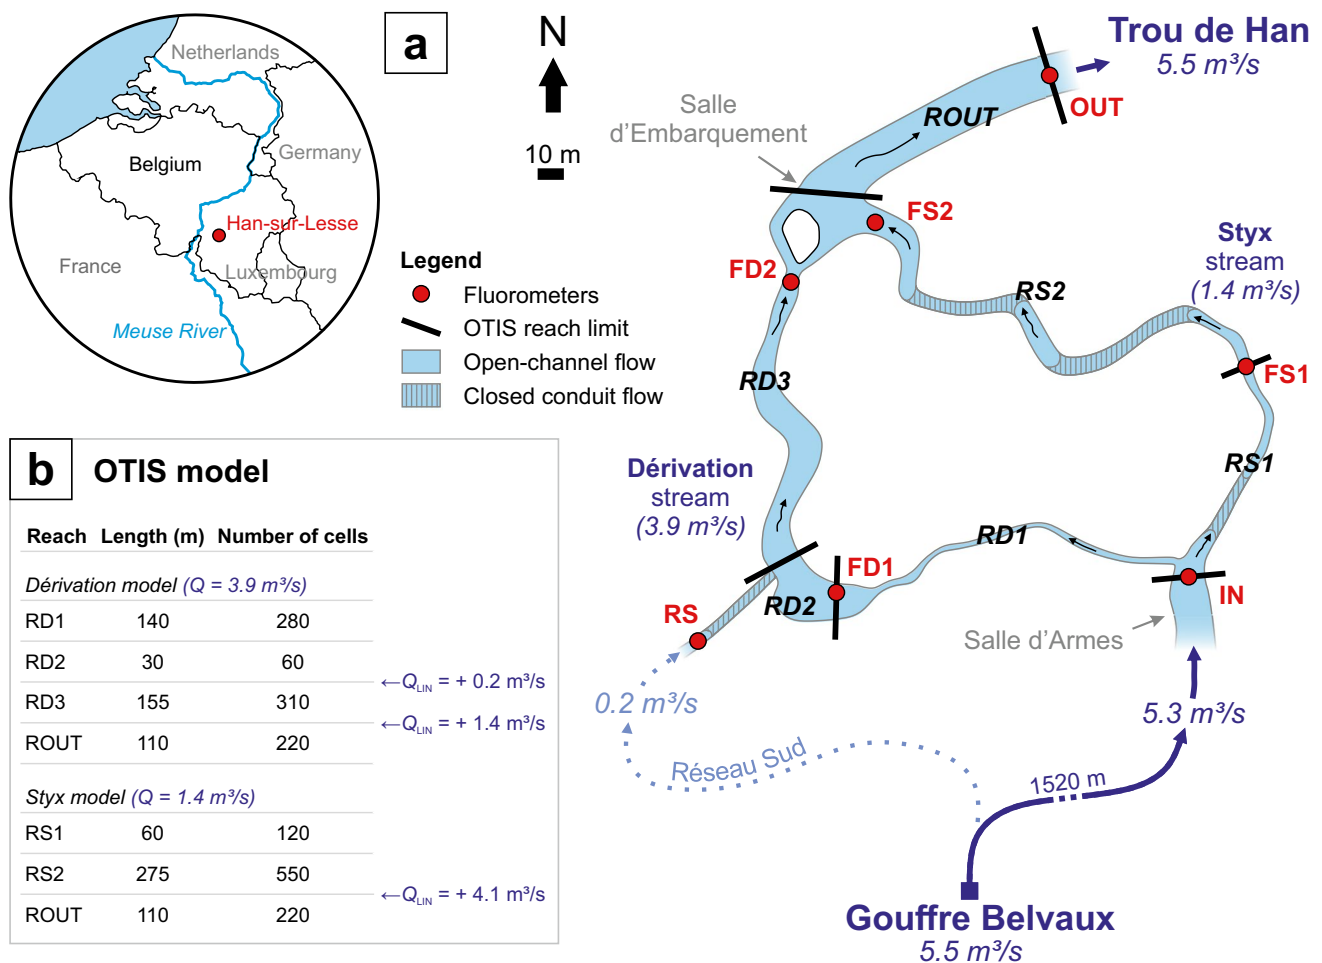 a
Netherlands
Belgium
Germany
Han-sur-Lesse
France
Luxembourg
Meuse River
N
10 m
Legend
Fluorometers
OTIS reach limit
Open-channel flow
Closed conduit flow
Trou de Han
5.5 m³/s
OUT
ROUT
Salle
d'Embarquement
FS2
FD2
RS2
Styx
stream
(1.4 m³/s)
FS1
RD3
RS1
Dérivation
stream
(3.9 m³/s)
RD1
FD1
RD2
IN
RS
Salle d'Armes
0.2 m³/s
5.3 m³/s
Réseau Sud
1520 m
Gouffre Belvaux
5.5 m³/s
b OTIS model
Reach Length (m) Number of cells
Dérivation model (Q = 3.9 m³/s)
RD1 140 280
RD2 30 60
←QLIN = + 0.2 m³/s
RD3 155 310
←QLIN = + 1.4 m³/s
ROUT 110 220
Styx model (Q = 1.4 m³/s)
RS1 60 120
RS2 275 550
←QLIN = + 4.1 m³/s
ROUT 110 220